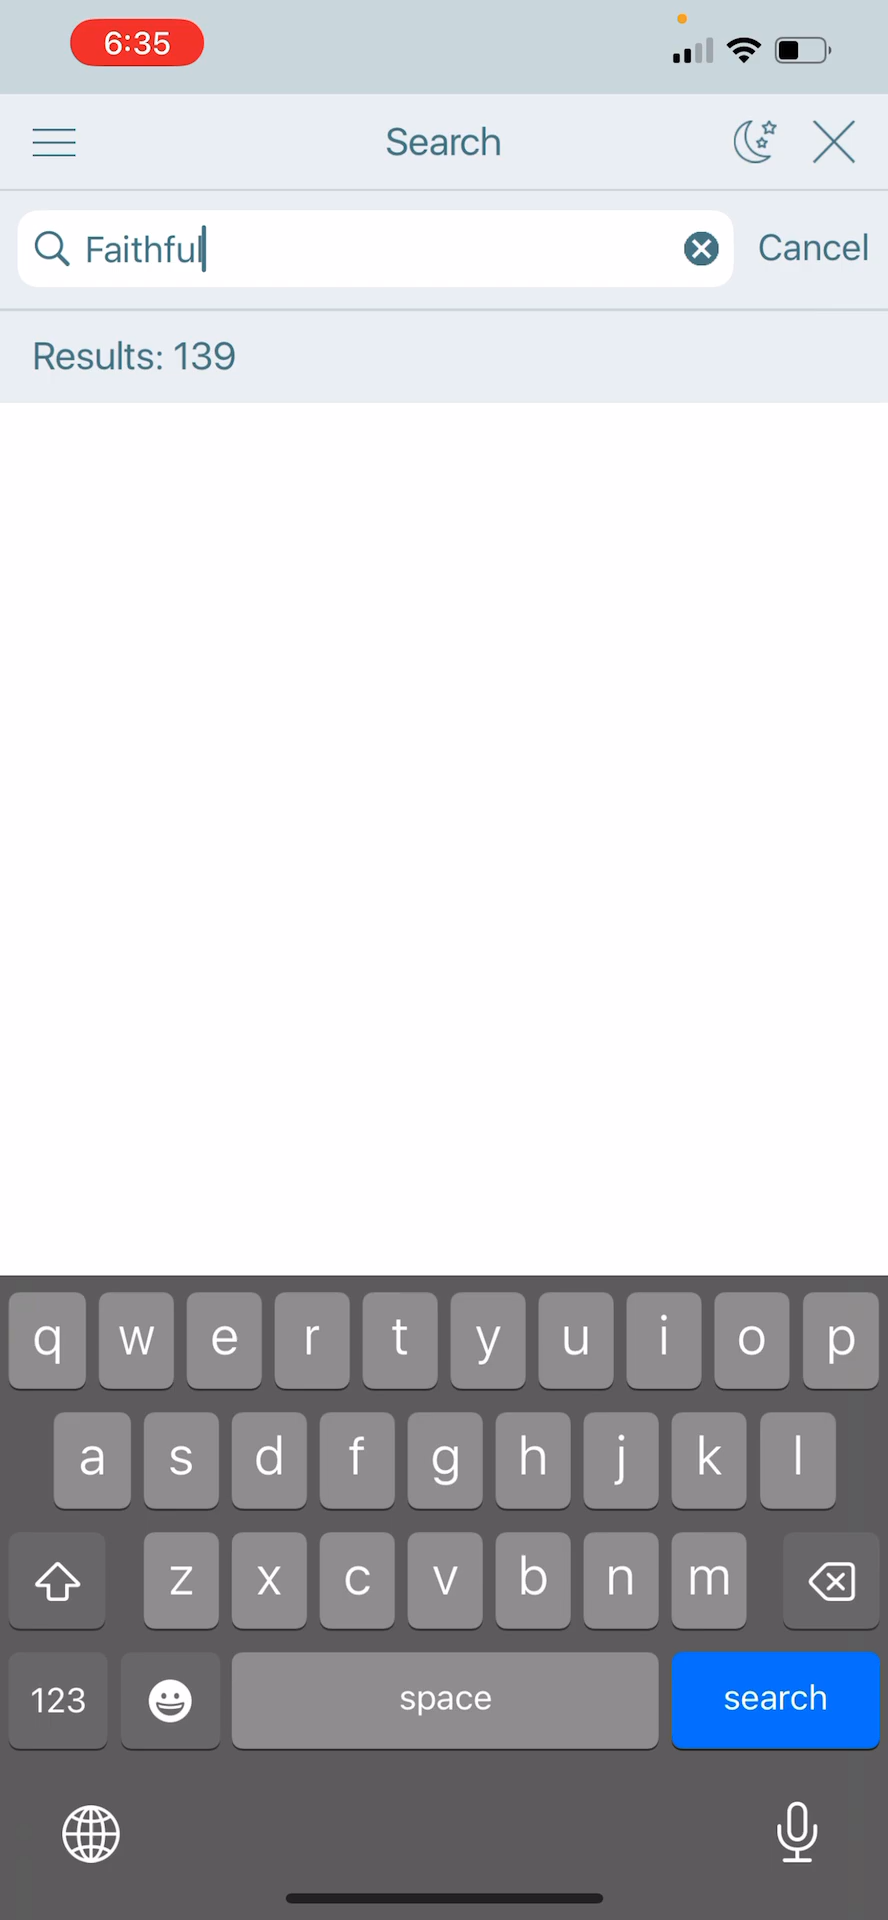 6:35
Search
Faithful
Cancel
Results: 139
q w e r t y u i o p
a s d f g h j k l
z x c v b n m
123 space search